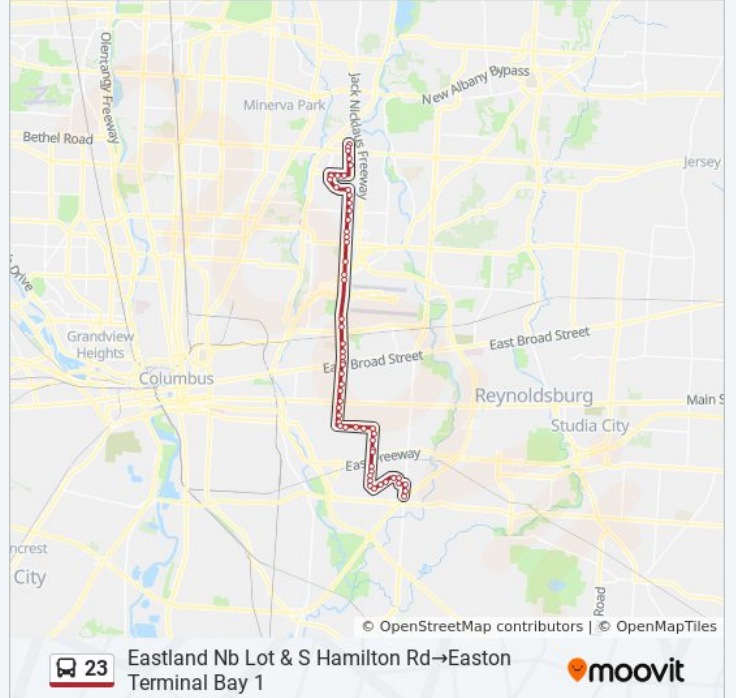 Olentangy Freeway
Jack Nicklaus Freeway
New Albany Bypass
Minerva Park
Bethel Road
Jersey
Drive
Grandview
Heights
East Broad Street
East Broad Street
Columbus
Reynoldsburg
Main S
Studia City
East Freeway
ncrest
City
Road
© OpenStreetMap contributors | © OpenMapTiles
23
Eastland Nb Lot & S Hamilton Rd→Easton
Terminal Bay 1
moovit